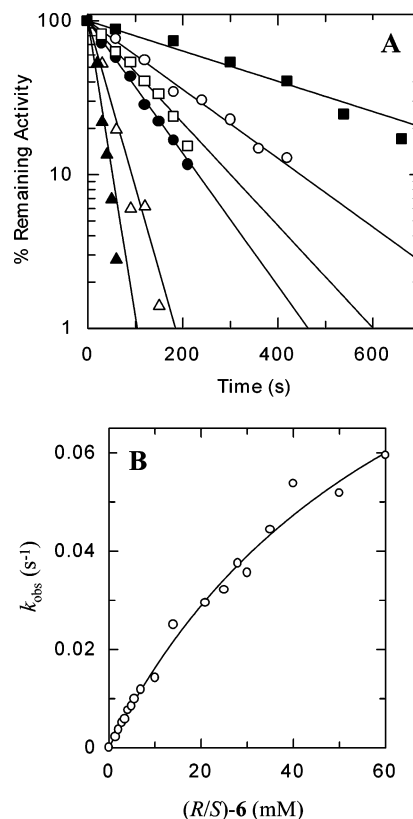 A
% Remaining Activity
100
10
1
0 200 400 600
Time (s)
B
k_obs (s⁻¹)
0.06
0.04
0.02
0
0 20 40 60
(R/S)-6 (mM)